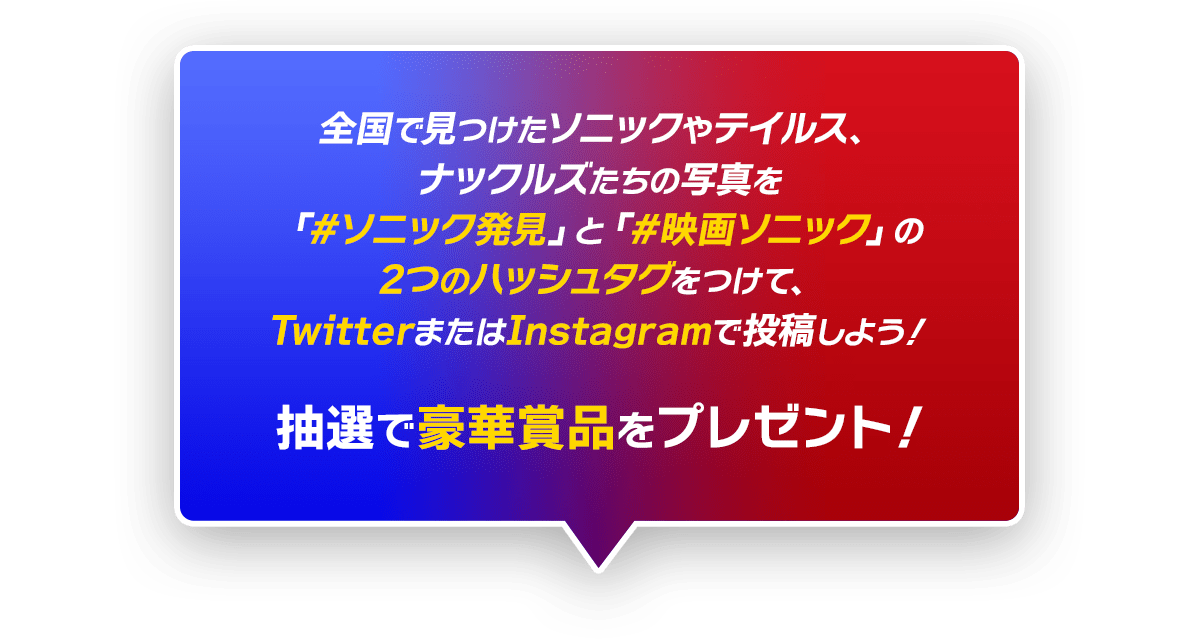 全国で見つけたソニックやテイルス、
ナックルズたちの写真を
「#ソニック発見」と「#映画ソニック」の
2つのハッシュタグをつけて、
TwitterまたはInstagramで投稿しよう！
抽選で豪華賞品をプレゼント！